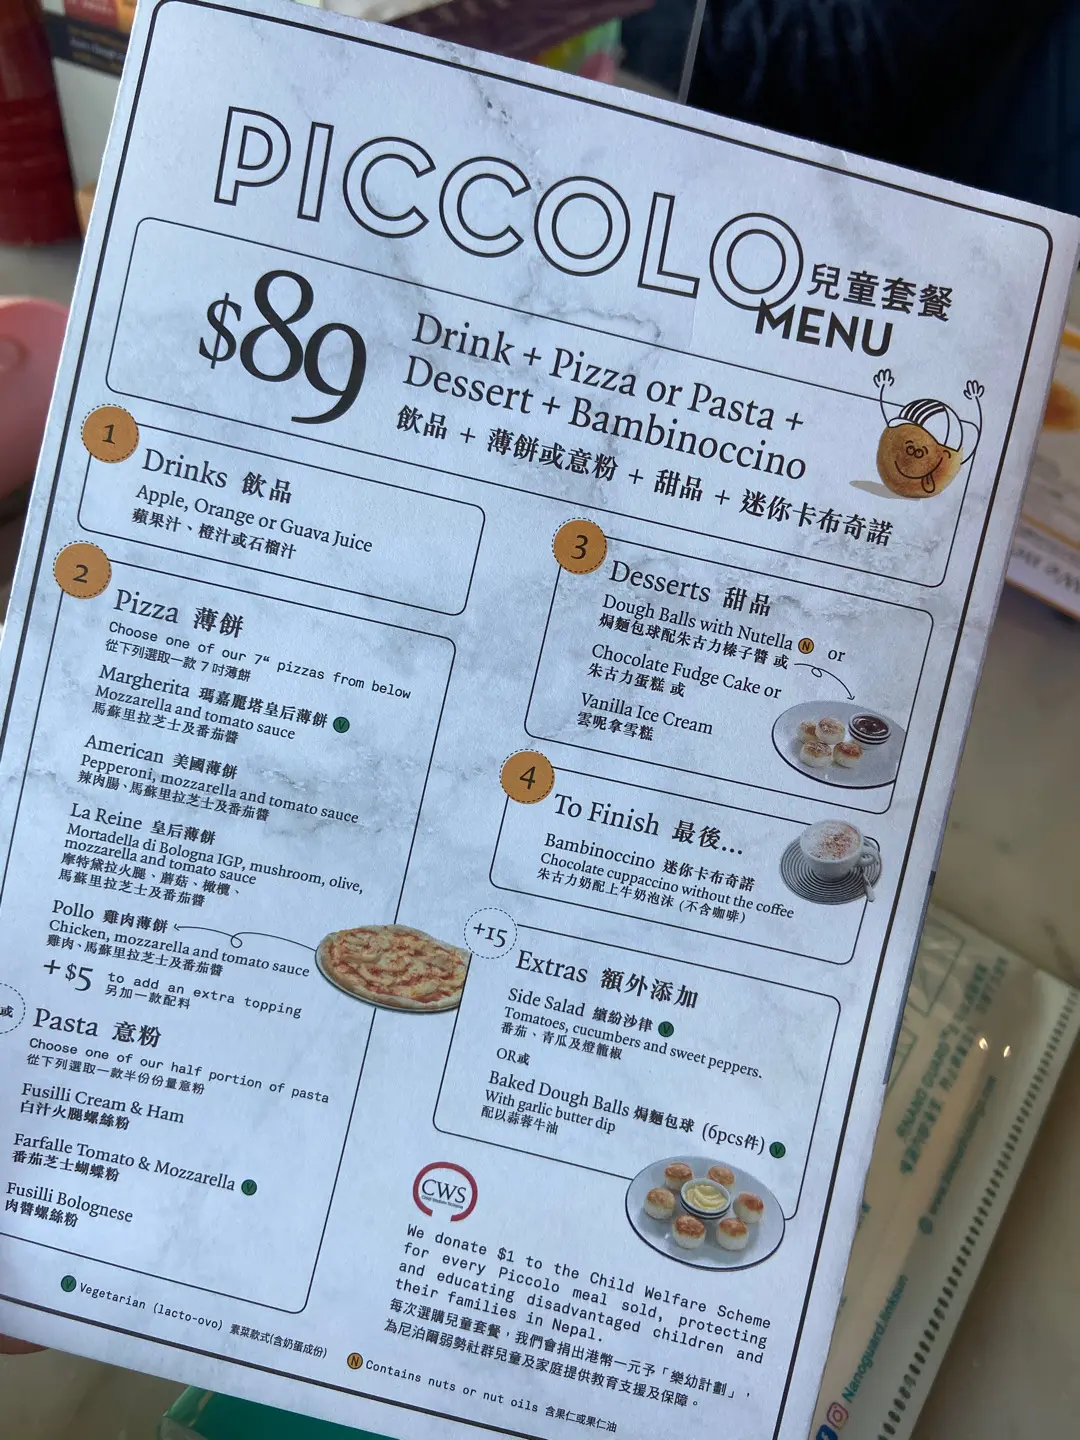 PICCOLO
兒童套餐
MENU
$89
Drink + Pizza or Pasta +
Dessert + Bambinoccino
飲品 + 薄餅或意粉 + 甜品 + 迷你卡布奇諾
1
Drinks 飲品
Apple, Orange or Guava Juice
蘋果汁、橙汁或石榴汁
2
Pizza 薄餅
Choose one of our 7“ pizzas from below
從下列選取一款 7 吋薄餅
Margherita 瑪嘉麗塔皇后薄餅 V
Mozzarella and tomato sauce
馬蘇里拉芝士及番茄醬
American 美國薄餅
Pepperoni, mozzarella and tomato sauce
辣肉腸、馬蘇里拉芝士及番茄醬
La Reine 皇后薄餅
Mortadella di Bologna IGP, mushroom, olive,
mozzarella and tomato sauce
摩特黛拉火腿、蘑菇、橄欖、
馬蘇里拉芝士及番茄醬
Pollo 雞肉薄餅
Chicken, mozzarella and tomato sauce
雞肉、馬蘇里拉芝士及番茄醬
+$5 to add an extra topping
另加一款配料
或
Pasta 意粉
Choose one of our half portion of pasta
從下列選取一款半份份量意粉
Fusilli Cream & Ham
白汁火腿螺絲粉
Farfalle Tomato & Mozzarella V
番茄芝士蝴蝶粉
Fusilli Bolognese
肉醬螺絲粉
3
Desserts 甜品
Dough Balls with Nutella N or
焗麵包球配朱古力榛子醬 或
Chocolate Fudge Cake or
朱古力蛋糕 或
Vanilla Ice Cream
雲呢拿雪糕
4
To Finish 最後...
Bambinoccino 迷你卡布奇諾
Chocolate cuppaccino without the coffee
朱古力奶配上牛奶泡沫 (不含咖啡)
+15
Extras 額外添加
Side Salad 繽紛沙律 V
Tomatoes, cucumbers and sweet peppers.
番茄、青瓜及燈籠椒
OR或
Baked Dough Balls 焗麵包球 (6pcs件) V
With garlic butter dip
配以蒜蓉牛油
CWS
We donate $1 to the Child Welfare Scheme
for every Piccolo meal sold, protecting
and educating disadvantaged children and
their families in Nepal.
每次選購兒童套餐，我們會捐出港幣一元予「樂幼計劃」，
為尼泊爾弱勢社群兒童及家庭提供教育支援及保障。
V Vegetarian (lacto-ovo) 素菜款式(含奶蛋成份)
N Contains nuts or nut oils 含果仁或果仁油
Nanoguard.linksun